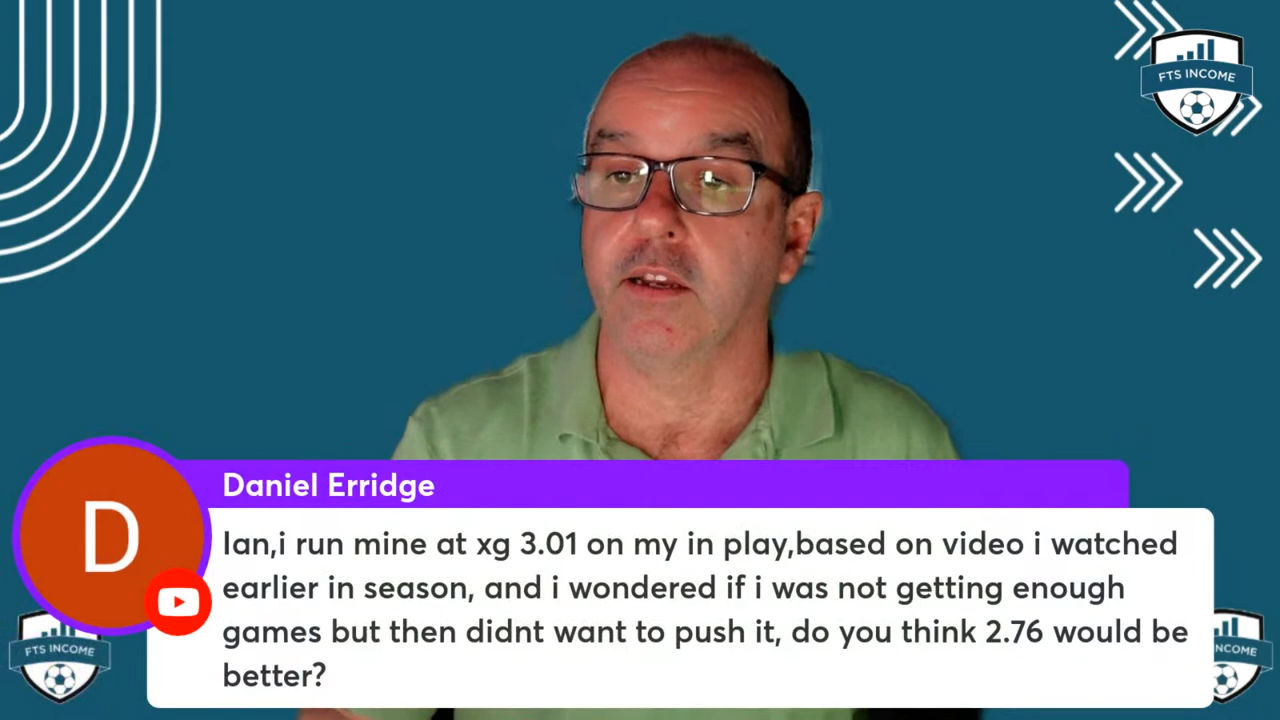 FTS INCOME
Daniel Erridge
D
Ian,i run mine at xg 3.01 on my in play,based on video i watched
earlier in season, and i wondered if i was not getting enough
games but then didnt want to push it, do you think 2.76 would be
better?
FTS INCOME
NCOME